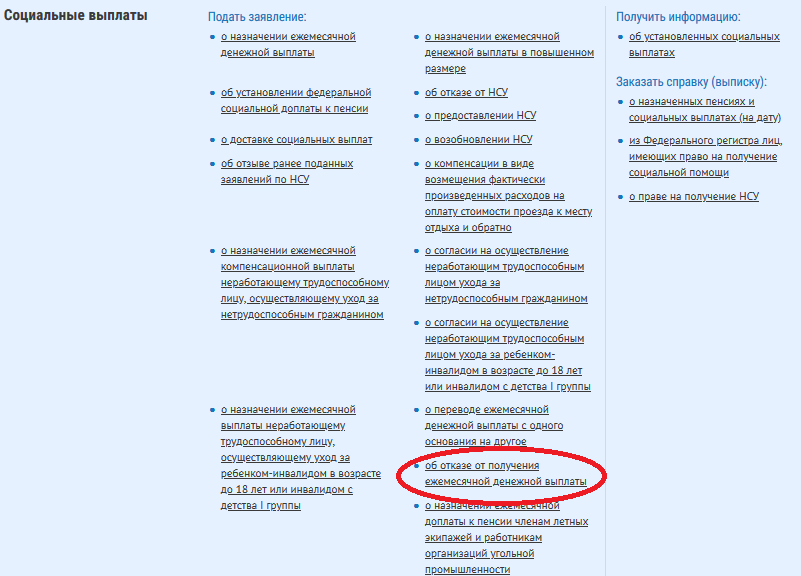 Социальные выплаты
Подать заявление:
о назначении ежемесячной
денежной выплаты
об установлении федеральной
социальной доплаты к пенсии
о доставке социальных выплат
об отзыве ранее поданных
заявлений по НСУ
о назначении ежемесячной
компенсационной выплаты
неработающему трудоспособному
лицу, осуществляющему уход за
нетрудоспособным гражданином
о назначении ежемесячной
выплаты неработающему
трудоспособному лицу,
осуществляющему уход за
ребенком-инвалидом в возрасте
до 18 лет или инвалидом с
детства I группы
о назначении ежемесячной
денежной выплаты в повышенном
размере
об отказе от НСУ
о предоставлении НСУ
о возобновлении НСУ
о компенсации в виде
возмещения фактически
произведенных расходов на
оплату стоимости проезда к месту
отдыха и обратно
о согласии на осуществление
неработающим трудоспособным
лицом ухода за
нетрудоспособным гражданином
о согласии на осуществление
неработающим трудоспособным
лицом ухода за ребенком-
инвалидом в возрасте до 18 лет
или инвалидом с детства I группы
о переводе ежемесячной
денежной выплаты с одного
основания на другое
об отказе от получения
ежемесячной денежной выплаты
о назначении ежемесячной
доплаты к пенсии членам летных
экипажей и работникам
организаций угольной
промышленности
Получить информацию:
об установленных социальных
выплатах
Заказать справку (выписку):
о назначенных пенсиях и
социальных выплатах (на дату)
из Федерального регистра лиц,
имеющих право на получение
социальной помощи
о праве на получение НСУ